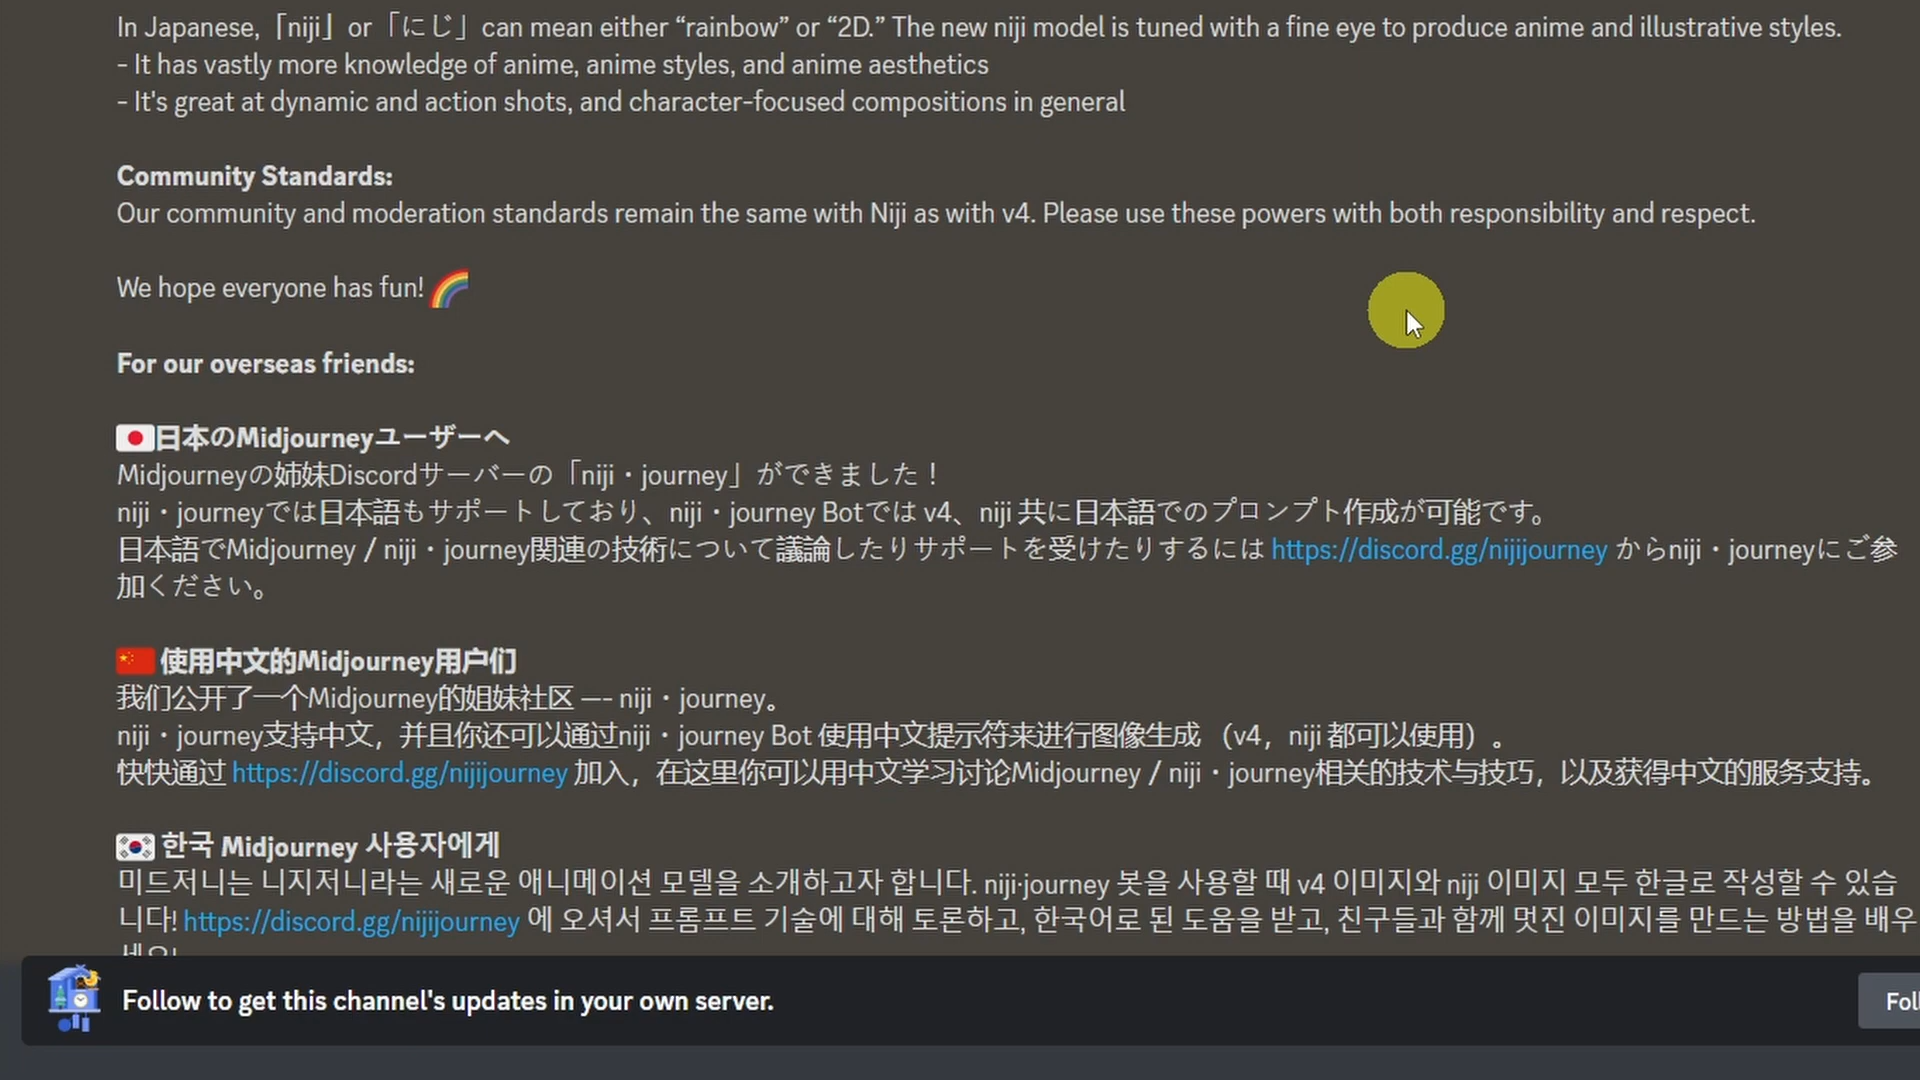 In Japanese,「niji」or「にじ」can mean either “rainbow” or “2D.” The new niji model is tuned with a fine eye to produce anime and illustrative styles.
- It has vastly more knowledge of anime, anime styles, and anime aesthetics
- It's great at dynamic and action shots, and character-focused compositions in general
Community Standards:
Our community and moderation standards remain the same with Niji as with v4. Please use these powers with both responsibility and respect.
We hope everyone has fun! 🌈
For our overseas friends:
🇯🇵日本のMidjourneyユーザーへ
Midjourneyの姉妹Discordサーバーの「niji・journey」ができました！
niji・journeyでは日本語もサポートしており、niji・journey Botでは v4、niji 共に日本語でのプロンプト作成が可能です。
日本語でMidjourney / niji・journey関連の技術について議論したりサポートを受けたりするには https://discord.gg/nijijourney からniji・journeyにご参
加ください。
🇨🇳 使用中文的Midjourney用户们
我们公开了一个Midjourney的姐妹社区 —- niji・journey。
niji・journey支持中文，并且你还可以通过niji・journey Bot 使用中文提示符来进行图像生成 （v4，niji 都可以使用）。
快快通过 https://discord.gg/nijijourney 加入，在这里你可以用中文学习讨论Midjourney / niji・journey相关的技术与技巧，以及获得中文的服务支持。
🇰🇷 한국 Midjourney 사용자에게
미드저니는 니지저니라는 새로운 애니메이션 모델을 소개하고자 합니다. niji·journey 봇을 사용할 때 v4 이미지와 niji 이미지 모두 한글로 작성할 수 있습
니다! https://discord.gg/nijijourney 에 오셔서 프롬프트 기술에 대해 토론하고, 한국어로 된 도움을 받고, 친구들과 함께 멋진 이미지를 만드는 방법을 배우
Follow to get this channel's updates in your own server.